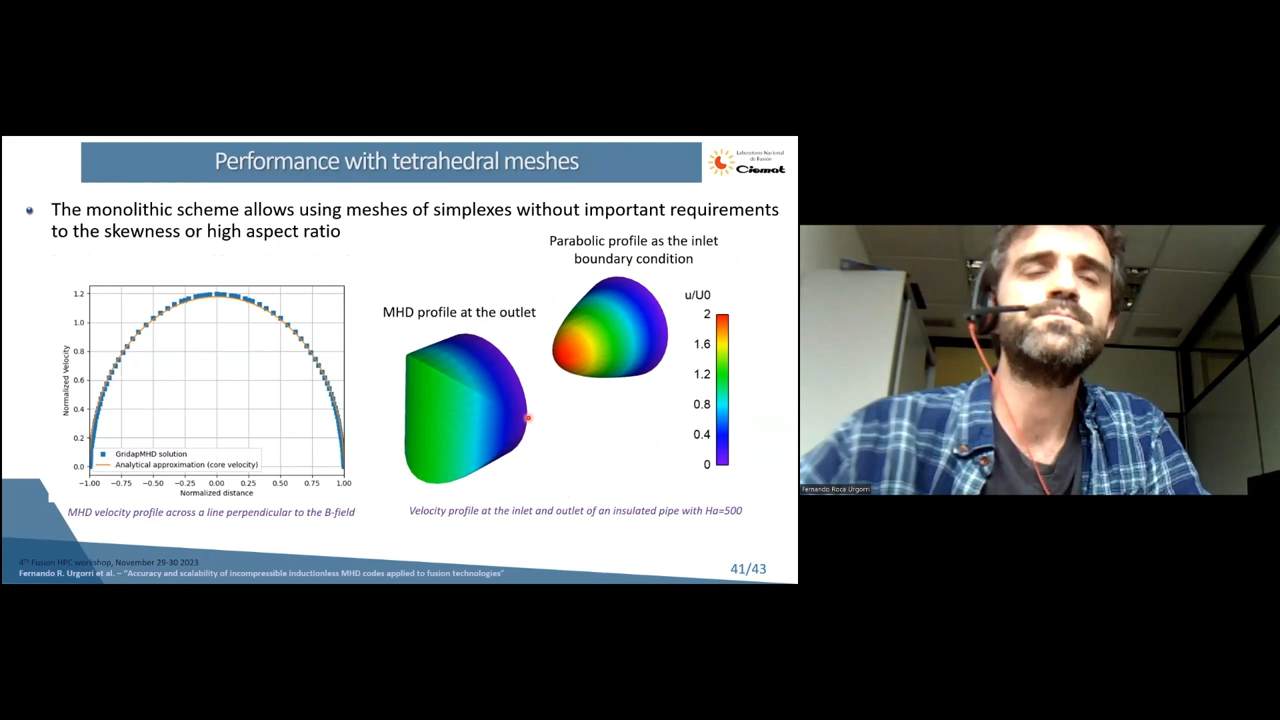 Performance with tetrahedral meshes
Laboratorio Nacional
de Fusión
Ciemat
The monolithic scheme allows using meshes of simplexes without important requirements
to the skewness or high aspect ratio
Parabolic profile as the inlet
boundary condition
MHD profile at the outlet
u/U0
2
1.6
1.2
0.8
0.4
0
1.2
1.0
0.8
0.6
0.4
0.2
0.0
Normalized Velocity
GridapMHD solution
Analytical approximation (core velocity)
−1.00 −0.75 −0.50 −0.25 0.00 0.25 0.50 0.75 1.00
Normalized distance
MHD velocity profile across a line perpendicular to the B-field
Velocity profile at the inlet and outlet of an insulated pipe with Ha=500
4TH Fusion HPC workshop, November 29-30 2023
Fernando R. Urgorri et al. – "Accuracy and scalability of incompressible inductionless MHD codes applied to fusion technologies"
41/43
Fernando Roca Urgorri